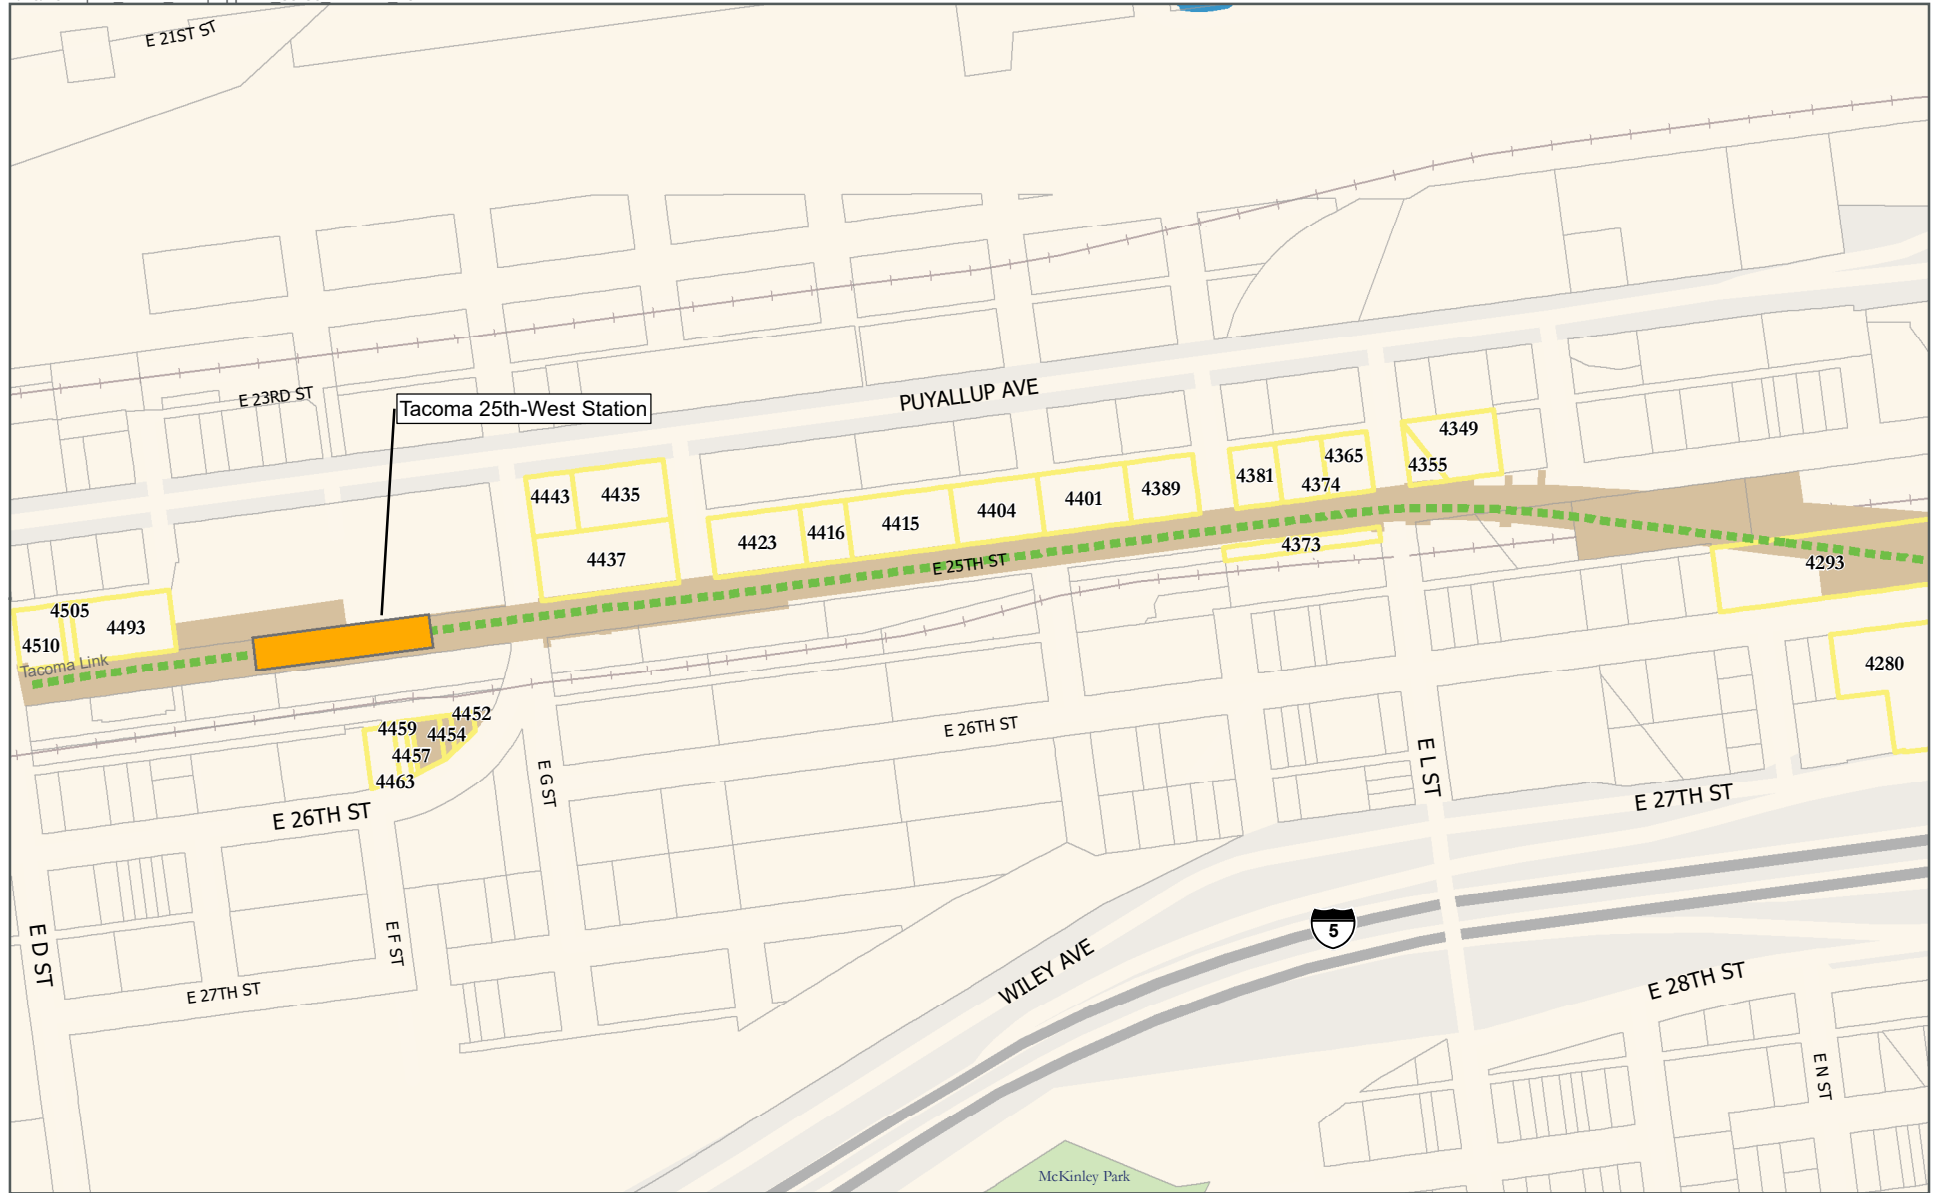 E 21ST ST
E 23RD ST
Tacoma 25th-West Station
PUYALLUP AVE
4349
4355
4365
4381
4374
4389
4401
4404
4415
4416
4423
4443
4435
4437
4373
E 25TH ST
4293
4505
4493
4510
Tacoma Link
4280
4452
4459
4454
4457
4463
E 26TH ST
E 26TH ST
E G ST
E L ST
E 27TH ST
E D ST
E F ST
5
WILEY AVE
E 27TH ST
E 28TH ST
E N ST
McKinley Park